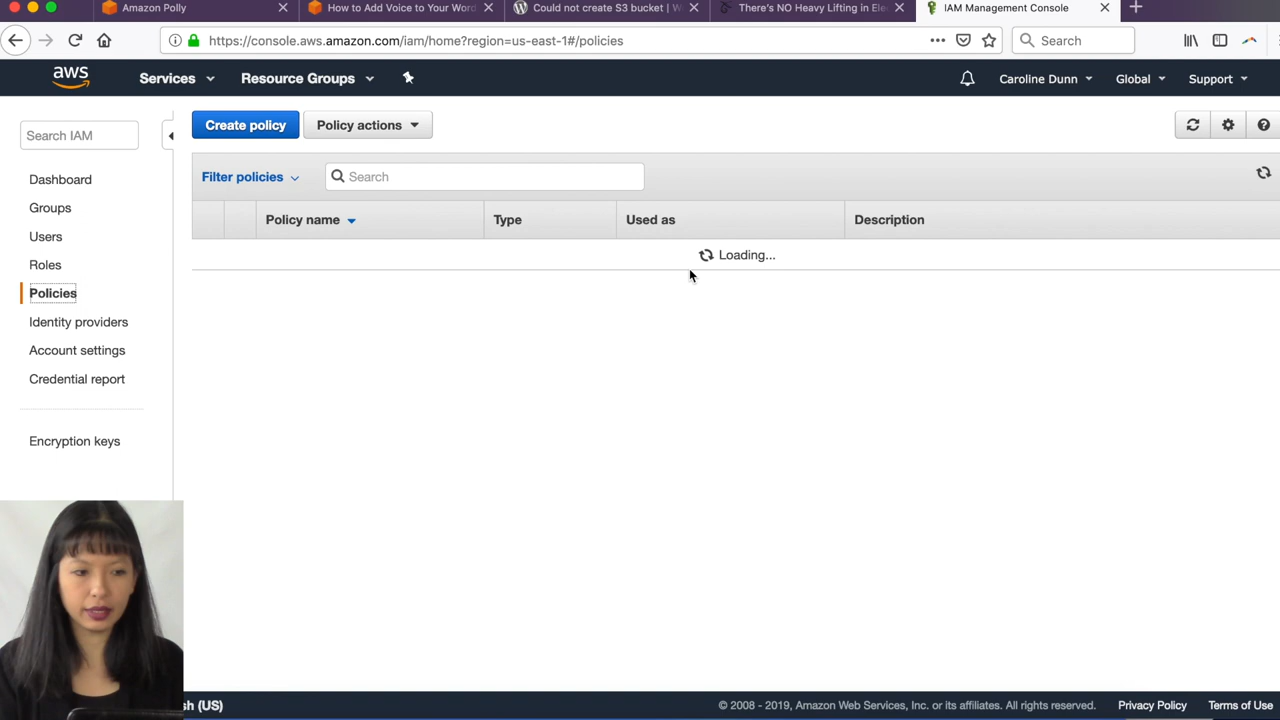 Amazon Polly
How to Add Voice to Your Word
Could not create S3 bucket | W
There's NO Heavy Lifting in Ele
IAM Management Console
https://console.aws.amazon.com/iam/home?region=us-east-1#/policies
Search
aws
Services
Resource Groups
Caroline Dunn
Global
Support
Search IAM
Dashboard
Groups
Users
Roles
Policies
Identity providers
Account settings
Credential report
Encryption keys
Create policy
Policy actions
Filter policies
Search
Policy name
Type
Used as
Description
Loading...
sh (US)
© 2008 - 2019, Amazon Web Services, Inc. or its affiliates. All rights reserved.
Privacy Policy
Terms of Use